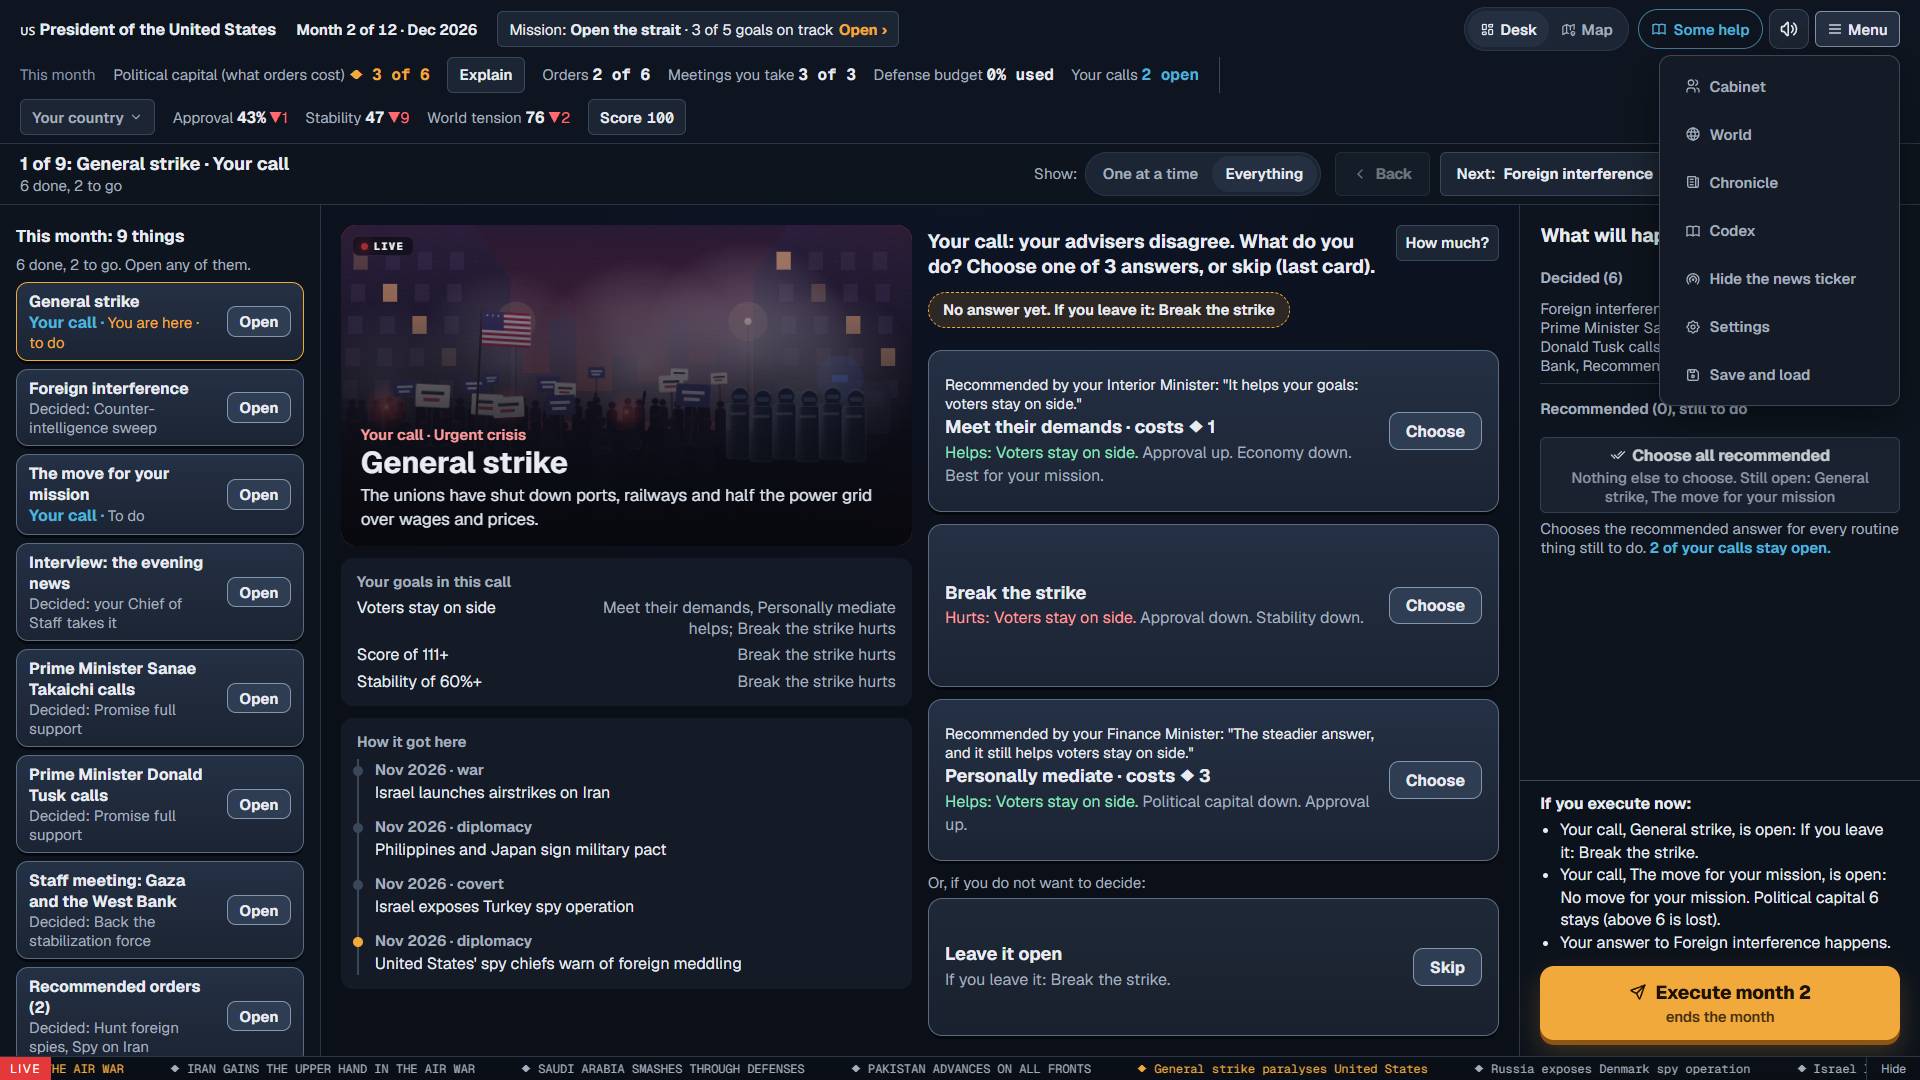 US President of the United States
Month 2 of 12 · Dec 2026
Mission: Open the strait · 3 of 5 goals on track Open ›
Desk
Map
Some help
Menu
This month
Political capital (what orders cost) ◆ 3 of 6
Explain
Orders 2 of 6
Meetings you take 3 of 3
Defense budget 0% used
Your calls 2 open
Your country
Approval 43% ▼1
Stability 47 ▼9
World tension 76 ▼2
Score 100
Cabinet
World
Chronicle
Codex
Hide the news ticker
Settings
Save and load
1 of 9: General strike · Your call
6 done, 2 to go
Show:
One at a time
Everything
Back
Next: Foreign interference
This month: 9 things
6 done, 2 to go. Open any of them.
General strike
Your call · You are here ·
to do
Open
Foreign interference
Decided: Counter-
intelligence sweep
Open
The move for your
mission
Your call · To do
Open
Interview: the evening
news
Decided: your Chief of
Staff takes it
Open
Prime Minister Sanae
Takaichi calls
Decided: Promise full
support
Open
Prime Minister Donald
Tusk calls
Decided: Promise full
support
Open
Staff meeting: Gaza
and the West Bank
Decided: Back the
stabilization force
Open
Recommended orders
(2)
Decided: Hunt foreign
spies, Spy on Iran
Open
LIVE
Your call · Urgent crisis
General strike
The unions have shut down ports, railways and half the power grid
over wages and prices.
Your goals in this call
Voters stay on side
Meet their demands, Personally mediate
helps; Break the strike hurts
Score of 111+
Break the strike hurts
Stability of 60%+
Break the strike hurts
How it got here
Nov 2026 · war
Israel launches airstrikes on Iran
Nov 2026 · diplomacy
Philippines and Japan sign military pact
Nov 2026 · covert
Israel exposes Turkey spy operation
Nov 2026 · diplomacy
United States' spy chiefs warn of foreign meddling
Your call: your advisers disagree. What do you
do? Choose one of 3 answers, or skip (last card).
How much?
No answer yet. If you leave it: Break the strike
Recommended by your Interior Minister: "It helps your goals:
voters stay on side."
Meet their demands · costs ◆ 1
Helps: Voters stay on side. Approval up. Economy down.
Best for your mission.
Choose
Break the strike
Hurts: Voters stay on side. Approval down. Stability down.
Choose
Recommended by your Finance Minister: "The steadier answer,
and it still helps voters stay on side."
Personally mediate · costs ◆ 3
Helps: Voters stay on side. Political capital down. Approval
up.
Choose
Or, if you do not want to decide:
Leave it open
If you leave it: Break the strike.
Skip
What will
Decided (6)
Foreign
Prime Minister
Donald Tusk calls
Bank,
Recommended (0), still to do
Choose all recommended
Nothing else to choose. Still open: General
strike, The move for your mission
Chooses the recommended answer for every routine
thing still to do. 2 of your calls stay open.
If you execute now:
• Your call, General strike, is open: If you leave
it: Break the strike.
• Your call, The move for your mission, is open:
No move for your mission. Political capital 6
stays (above 6 is lost).
• Your answer to Foreign interference happens.
Execute month 2
ends the month
LIVE
HE AIR WAR ◆ IRAN GAINS THE UPPER HAND IN THE AIR WAR ◆ SAUDI ARABIA SMASHES THROUGH DEFENSES ◆ PAKISTAN ADVANCES ON ALL FRONTS ◆ General strike paralyses United States ◆ Russia exposes Denmark spy operation ◆ Israel
Hide